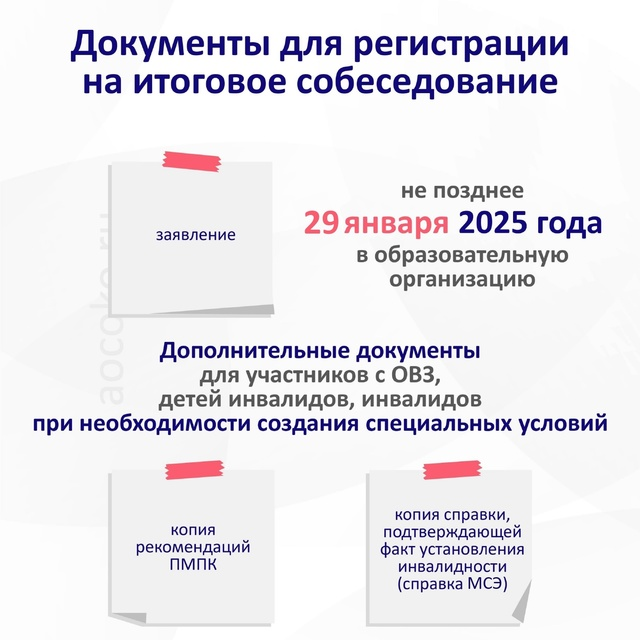 Документы для регистрации
на итоговое собеседование
заявление
не позднее
29 января 2025 года
в образовательную
организацию
aocoko.ru
Дополнительные документы
для участников с ОВЗ,
детей инвалидов, инвалидов
при необходимости создания специальных условий
копия
рекомендаций
ПМПК
копия справки,
подтверждающей
факт установления
инвалидности
(справка МСЭ)